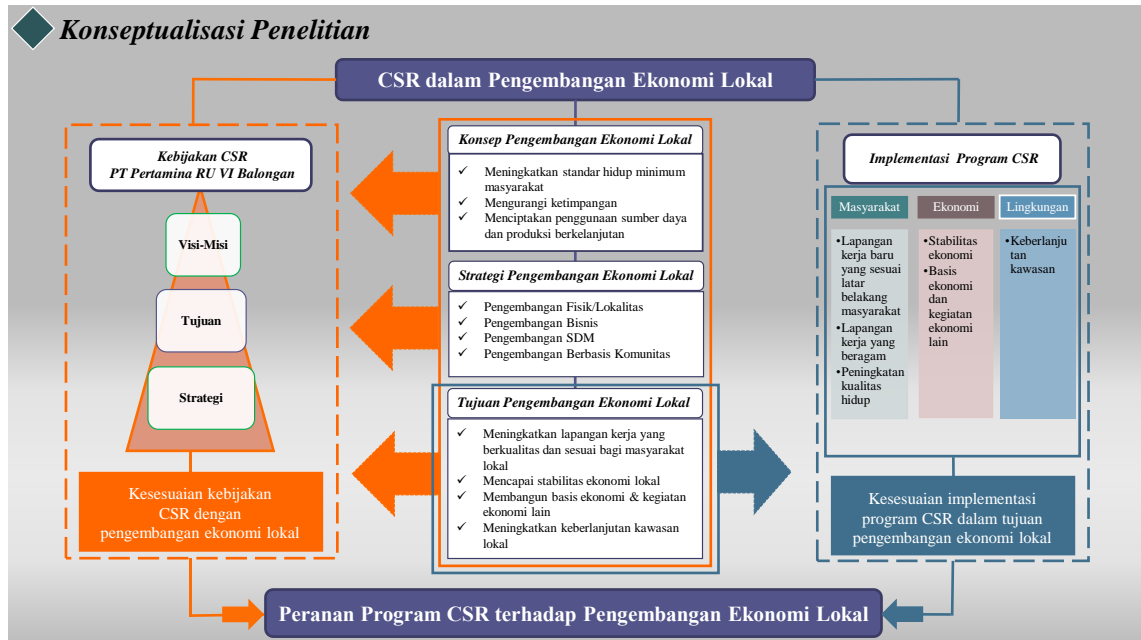 Konseptualisasi Penelitian
CSR dalam Pengembangan Ekonomi Lokal
Kebijakan CSR
PT Pertamina RU VI Balongan
Visi-Misi
Tujuan
Strategi
Kesesuaian kebijakan
CSR dengan
pengembangan ekonomi lokal
Konsep Pengembangan Ekonomi Lokal
✓ Meningkatkan standar hidup minimum
masyarakat
✓ Mengurangi ketimpangan
✓ Menciptakan penggunaan sumber daya
dan produksi berkelanjutan
Strategi Pengembangan Ekonomi Lokal
✓ Pengembangan Fisik/Lokalitas
✓ Pengembangan Bisnis
✓ Pengembangan SDM
✓ Pengembangan Berbasis Komunitas
Tujuan Pengembangan Ekonomi Lokal
✓ Meningkatkan lapangan kerja yang
berkualitas dan sesuai bagi masyarakat
lokal
✓ Mencapai stabilitas ekonomi lokal
✓ Membangun basis ekonomi & kegiatan
ekonomi lain
✓ Meningkatkan keberlanjutan kawasan
lokal
Implementasi Program CSR
Masyarakat
•Lapangan
kerja baru
yang sesuai
latar
belakang
masyarakat
•Lapangan
kerja yang
beragam
•Peningkatan
kualitas
hidup
Ekonomi
•Stabilitas
ekonomi
•Basis
ekonomi
dan
kegiatan
ekonomi
lain
Lingkungan
•Keberlanju
tan
kawasan
Kesesuaian implementasi
program CSR dalam tujuan
pengembangan ekonomi lokal
Peranan Program CSR terhadap Pengembangan Ekonomi Lokal